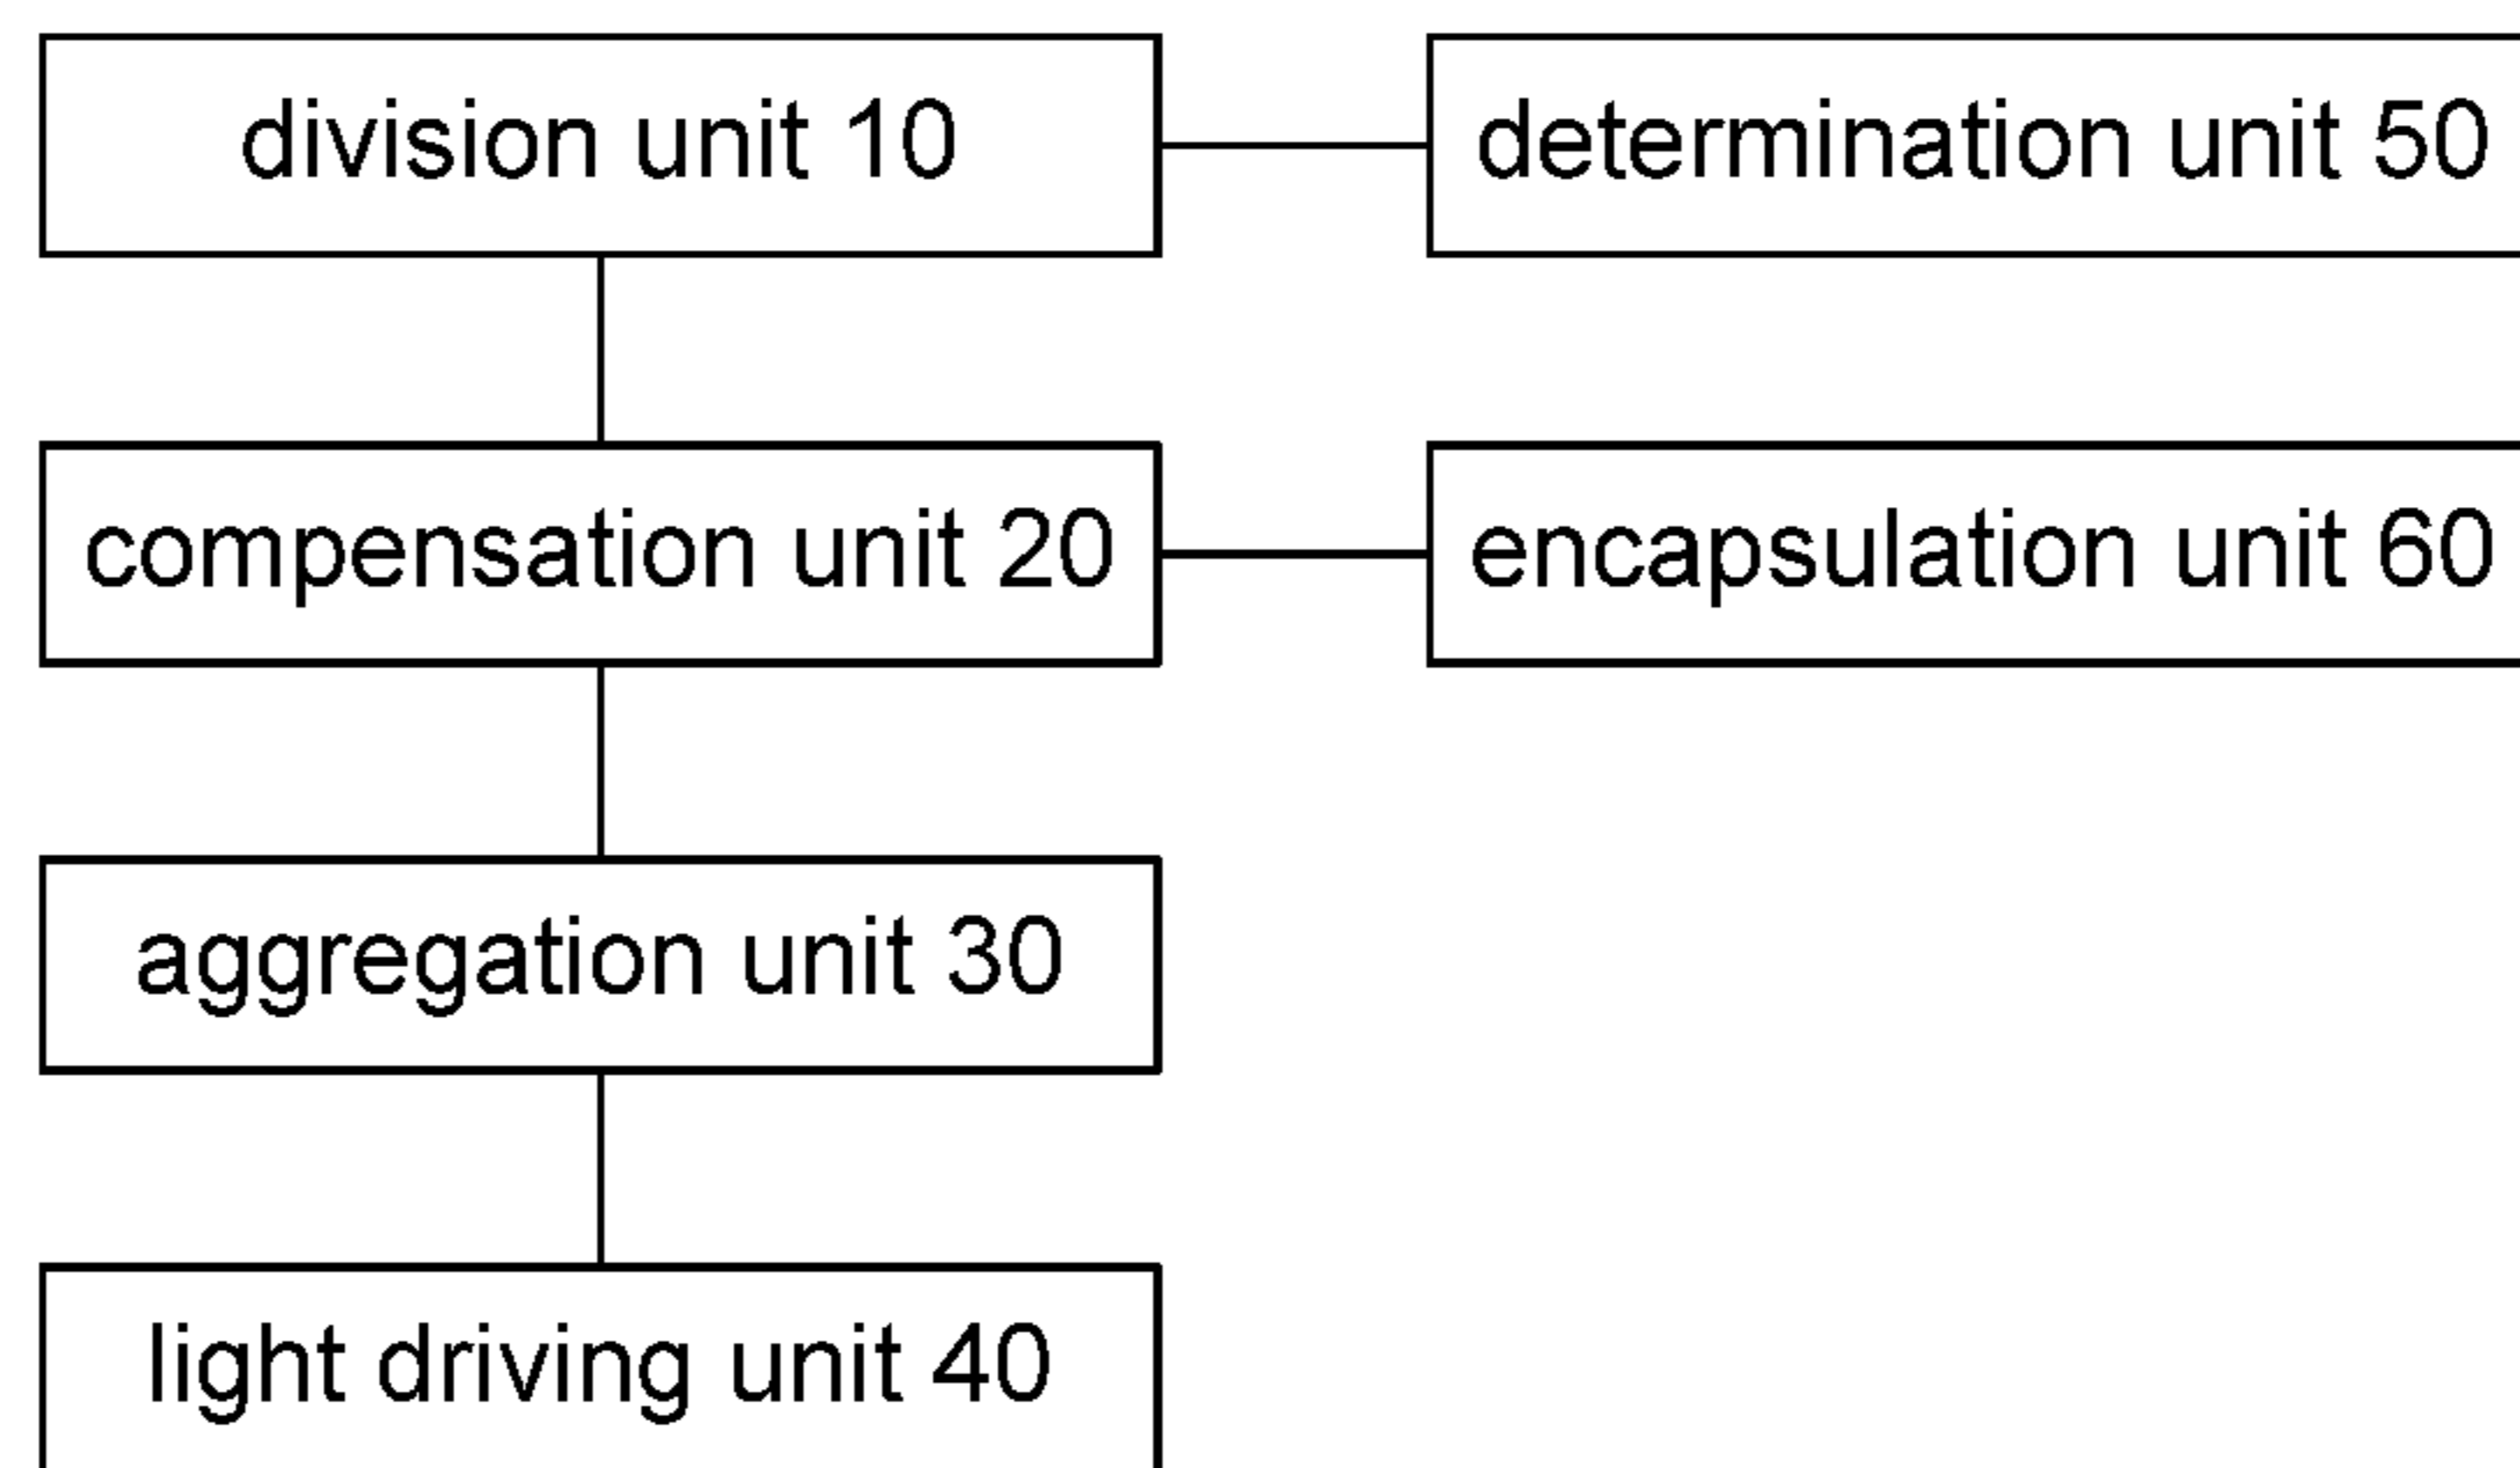 division unit 10
determination unit 50
compensation unit 20
encapsulation unit 60
aggregation unit 30
light driving unit 40